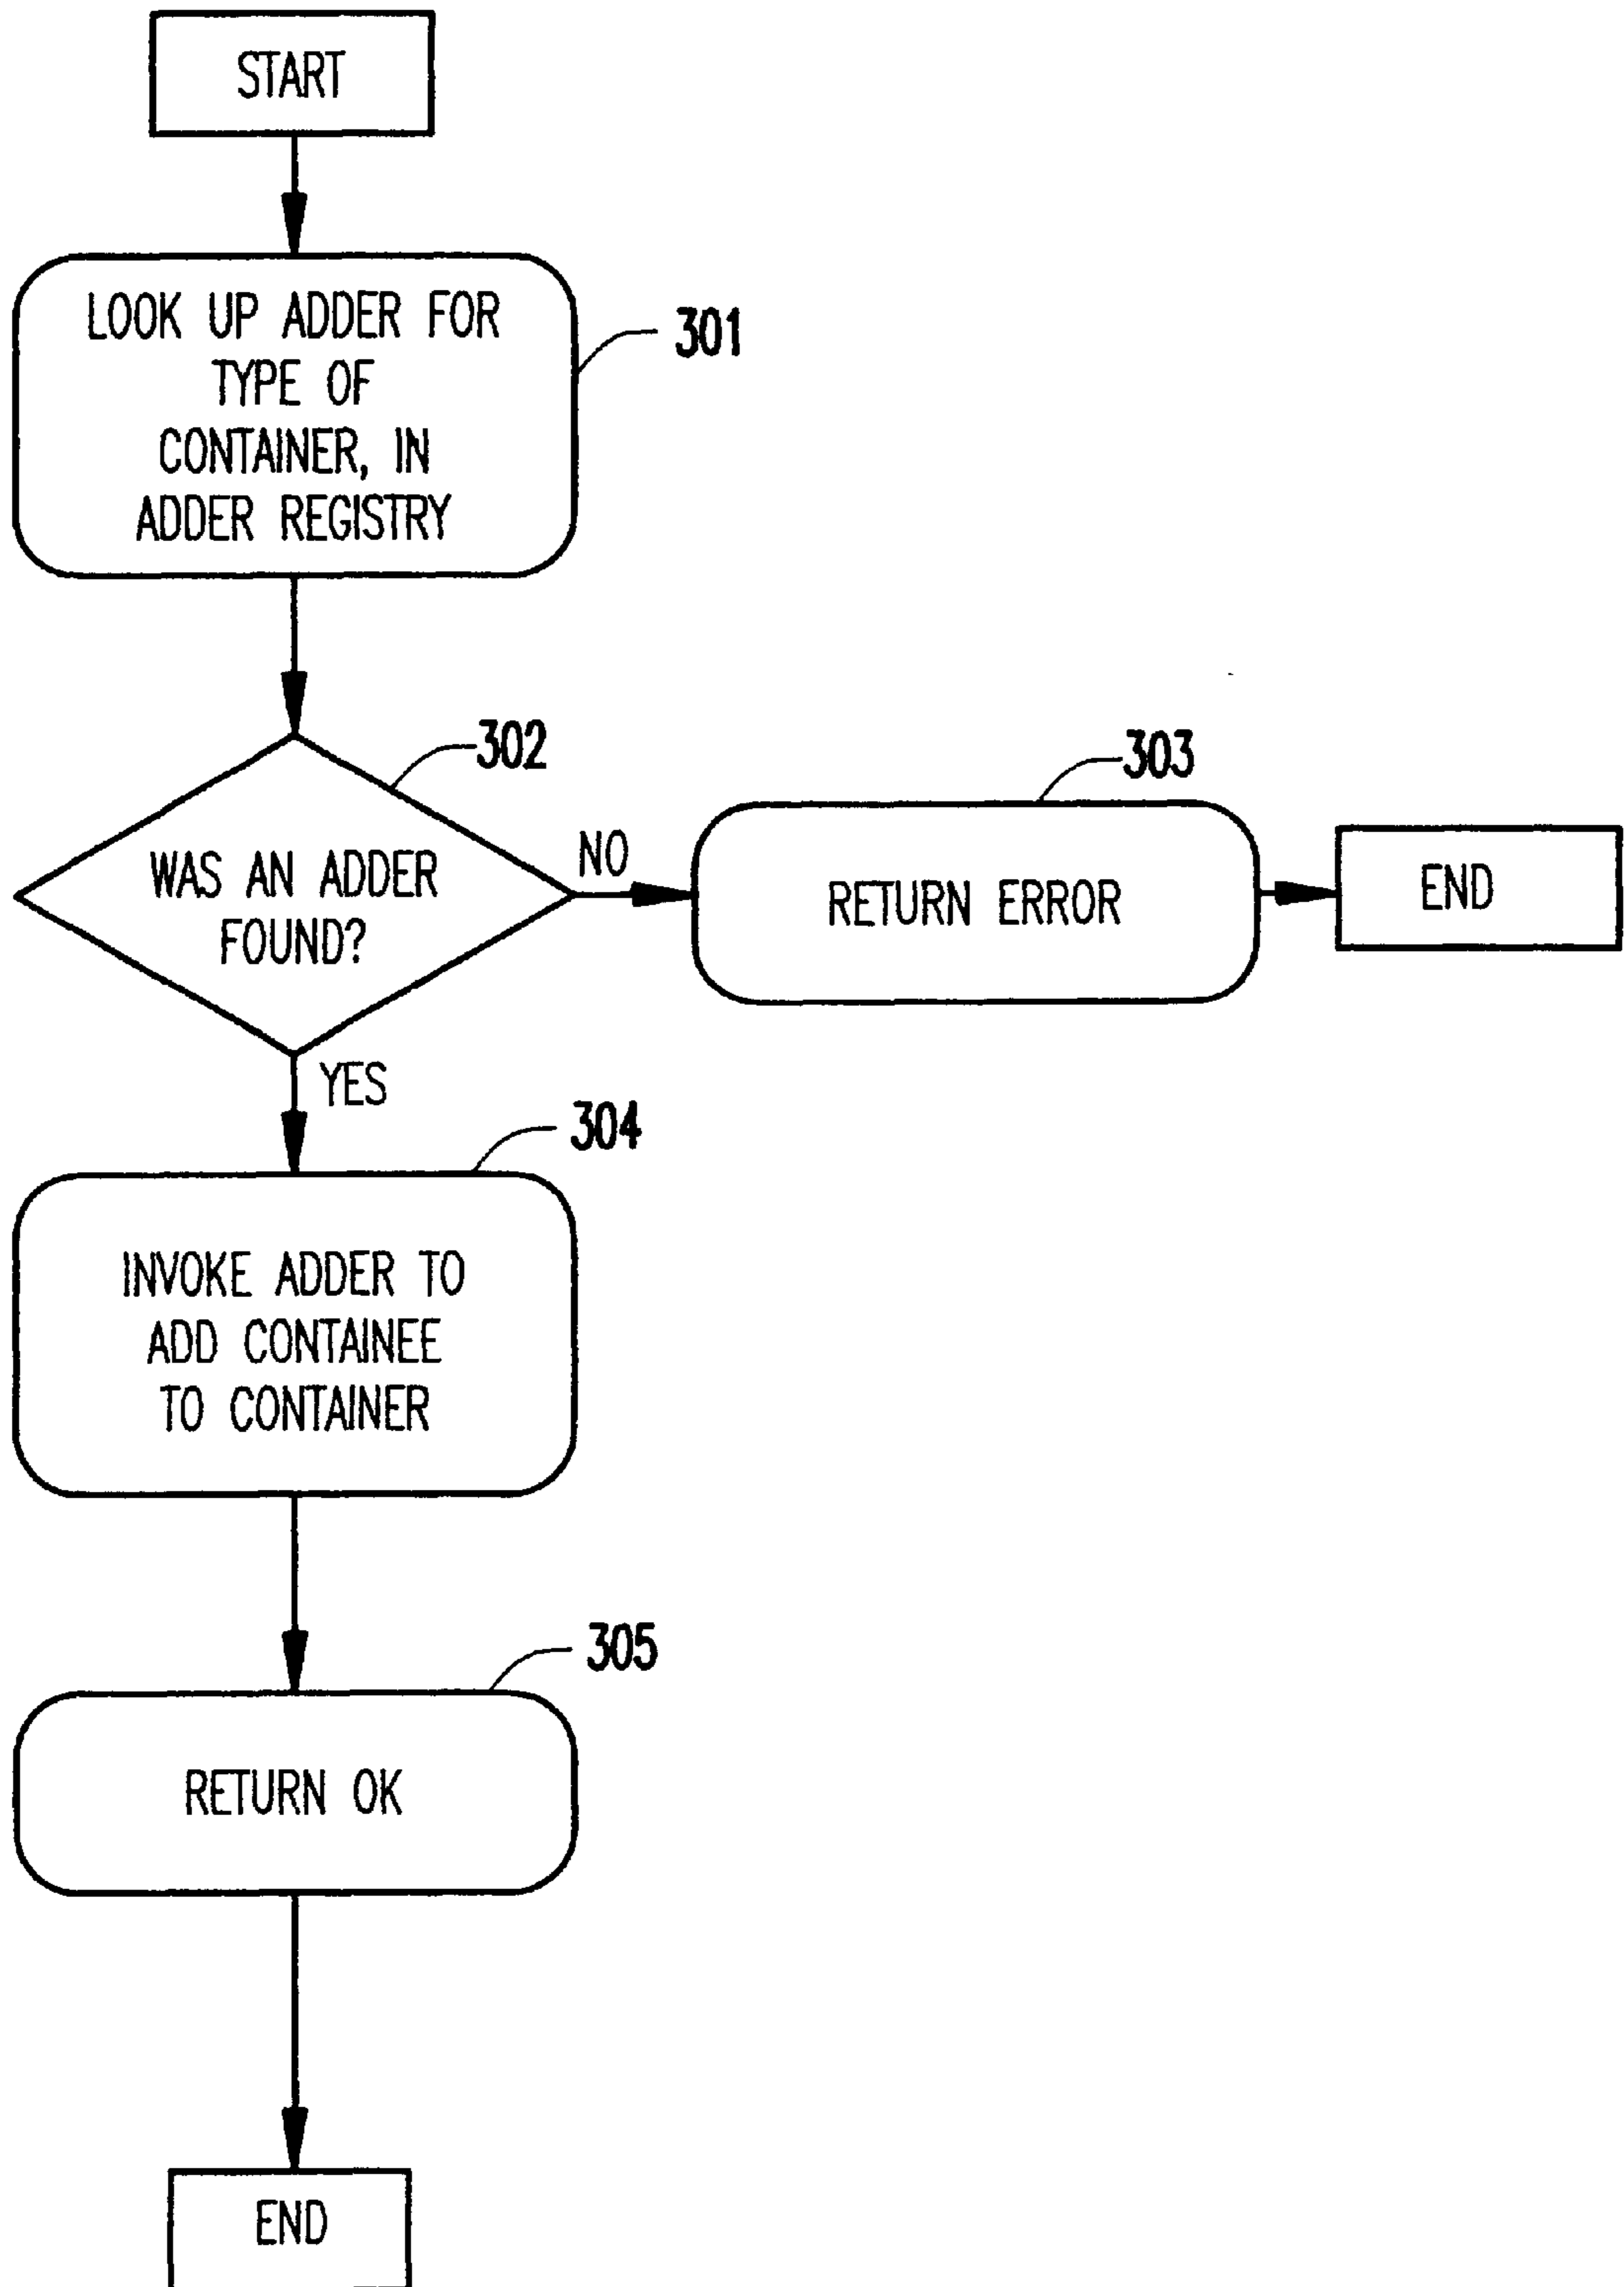 START
LOOK UP ADDER FOR
TYPE OF
CONTAINER, IN
ADDER REGISTRY
301
302
WAS AN ADDER
FOUND?
NO
303
RETURN ERROR
END
YES
304
INVOKE ADDER TO
ADD CONTAINEE
TO CONTAINER
305
RETURN OK
END